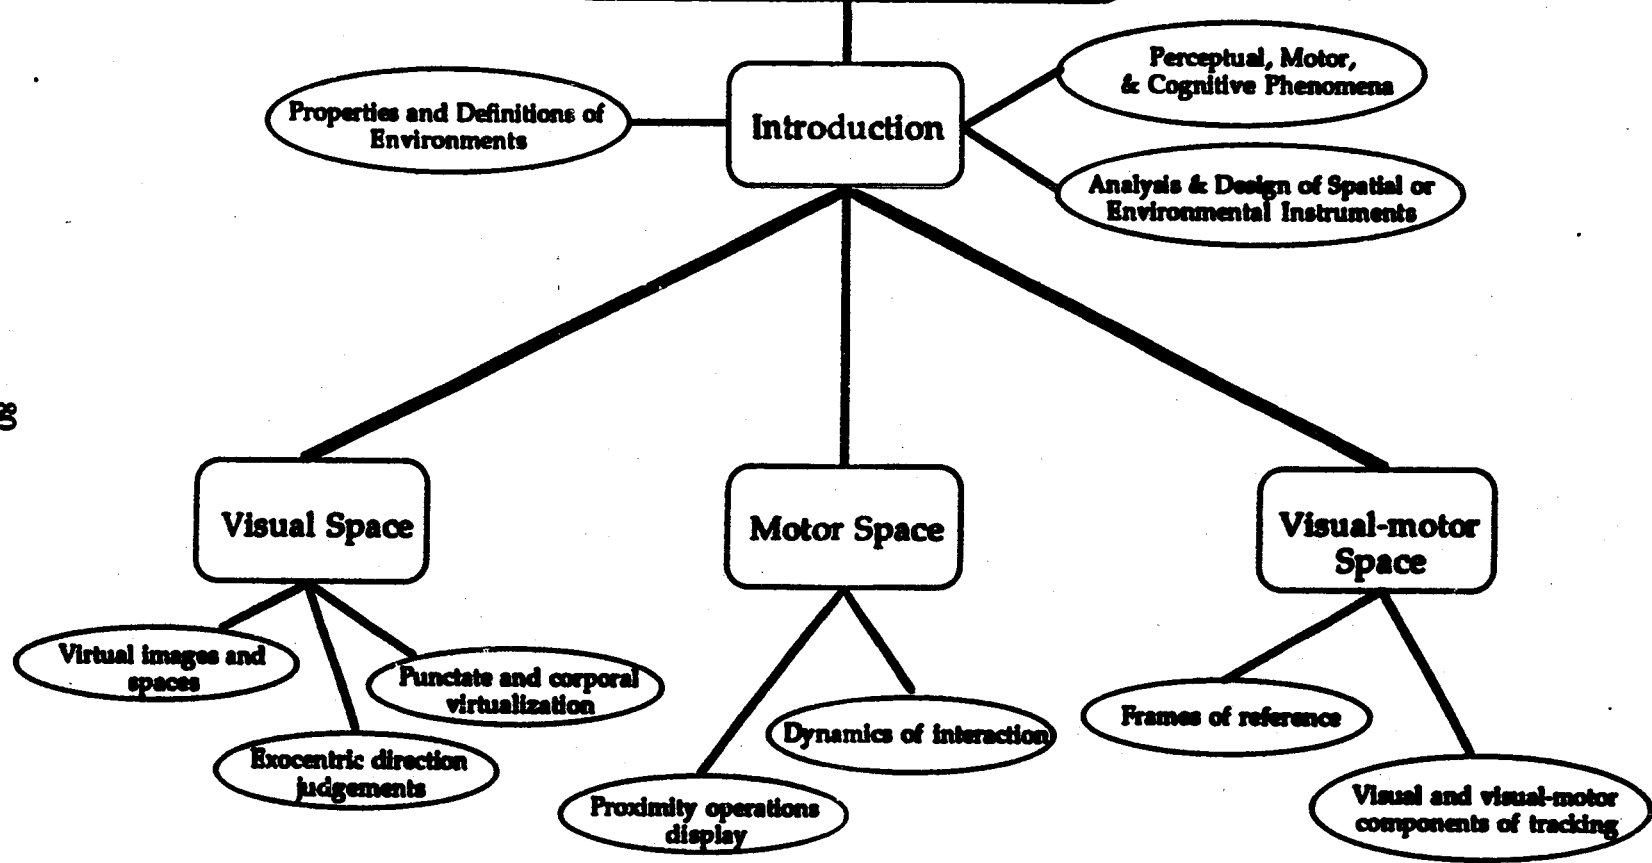 Perceptual, Motor,
& Cognitive Phenomena
Properties and Definitions of
Environments
Introduction
Analysis & Design of Spatial or
Environmental Instruments
Visual Space
Motor Space
Visual-motor
Space
Virtual images and
spaces
Punctate and corporal
virtualization
Exocentric direction
judgements
Dynamics of interaction
Proximity operations
display
Frames of reference
Visual and visual-motor
components of tracking